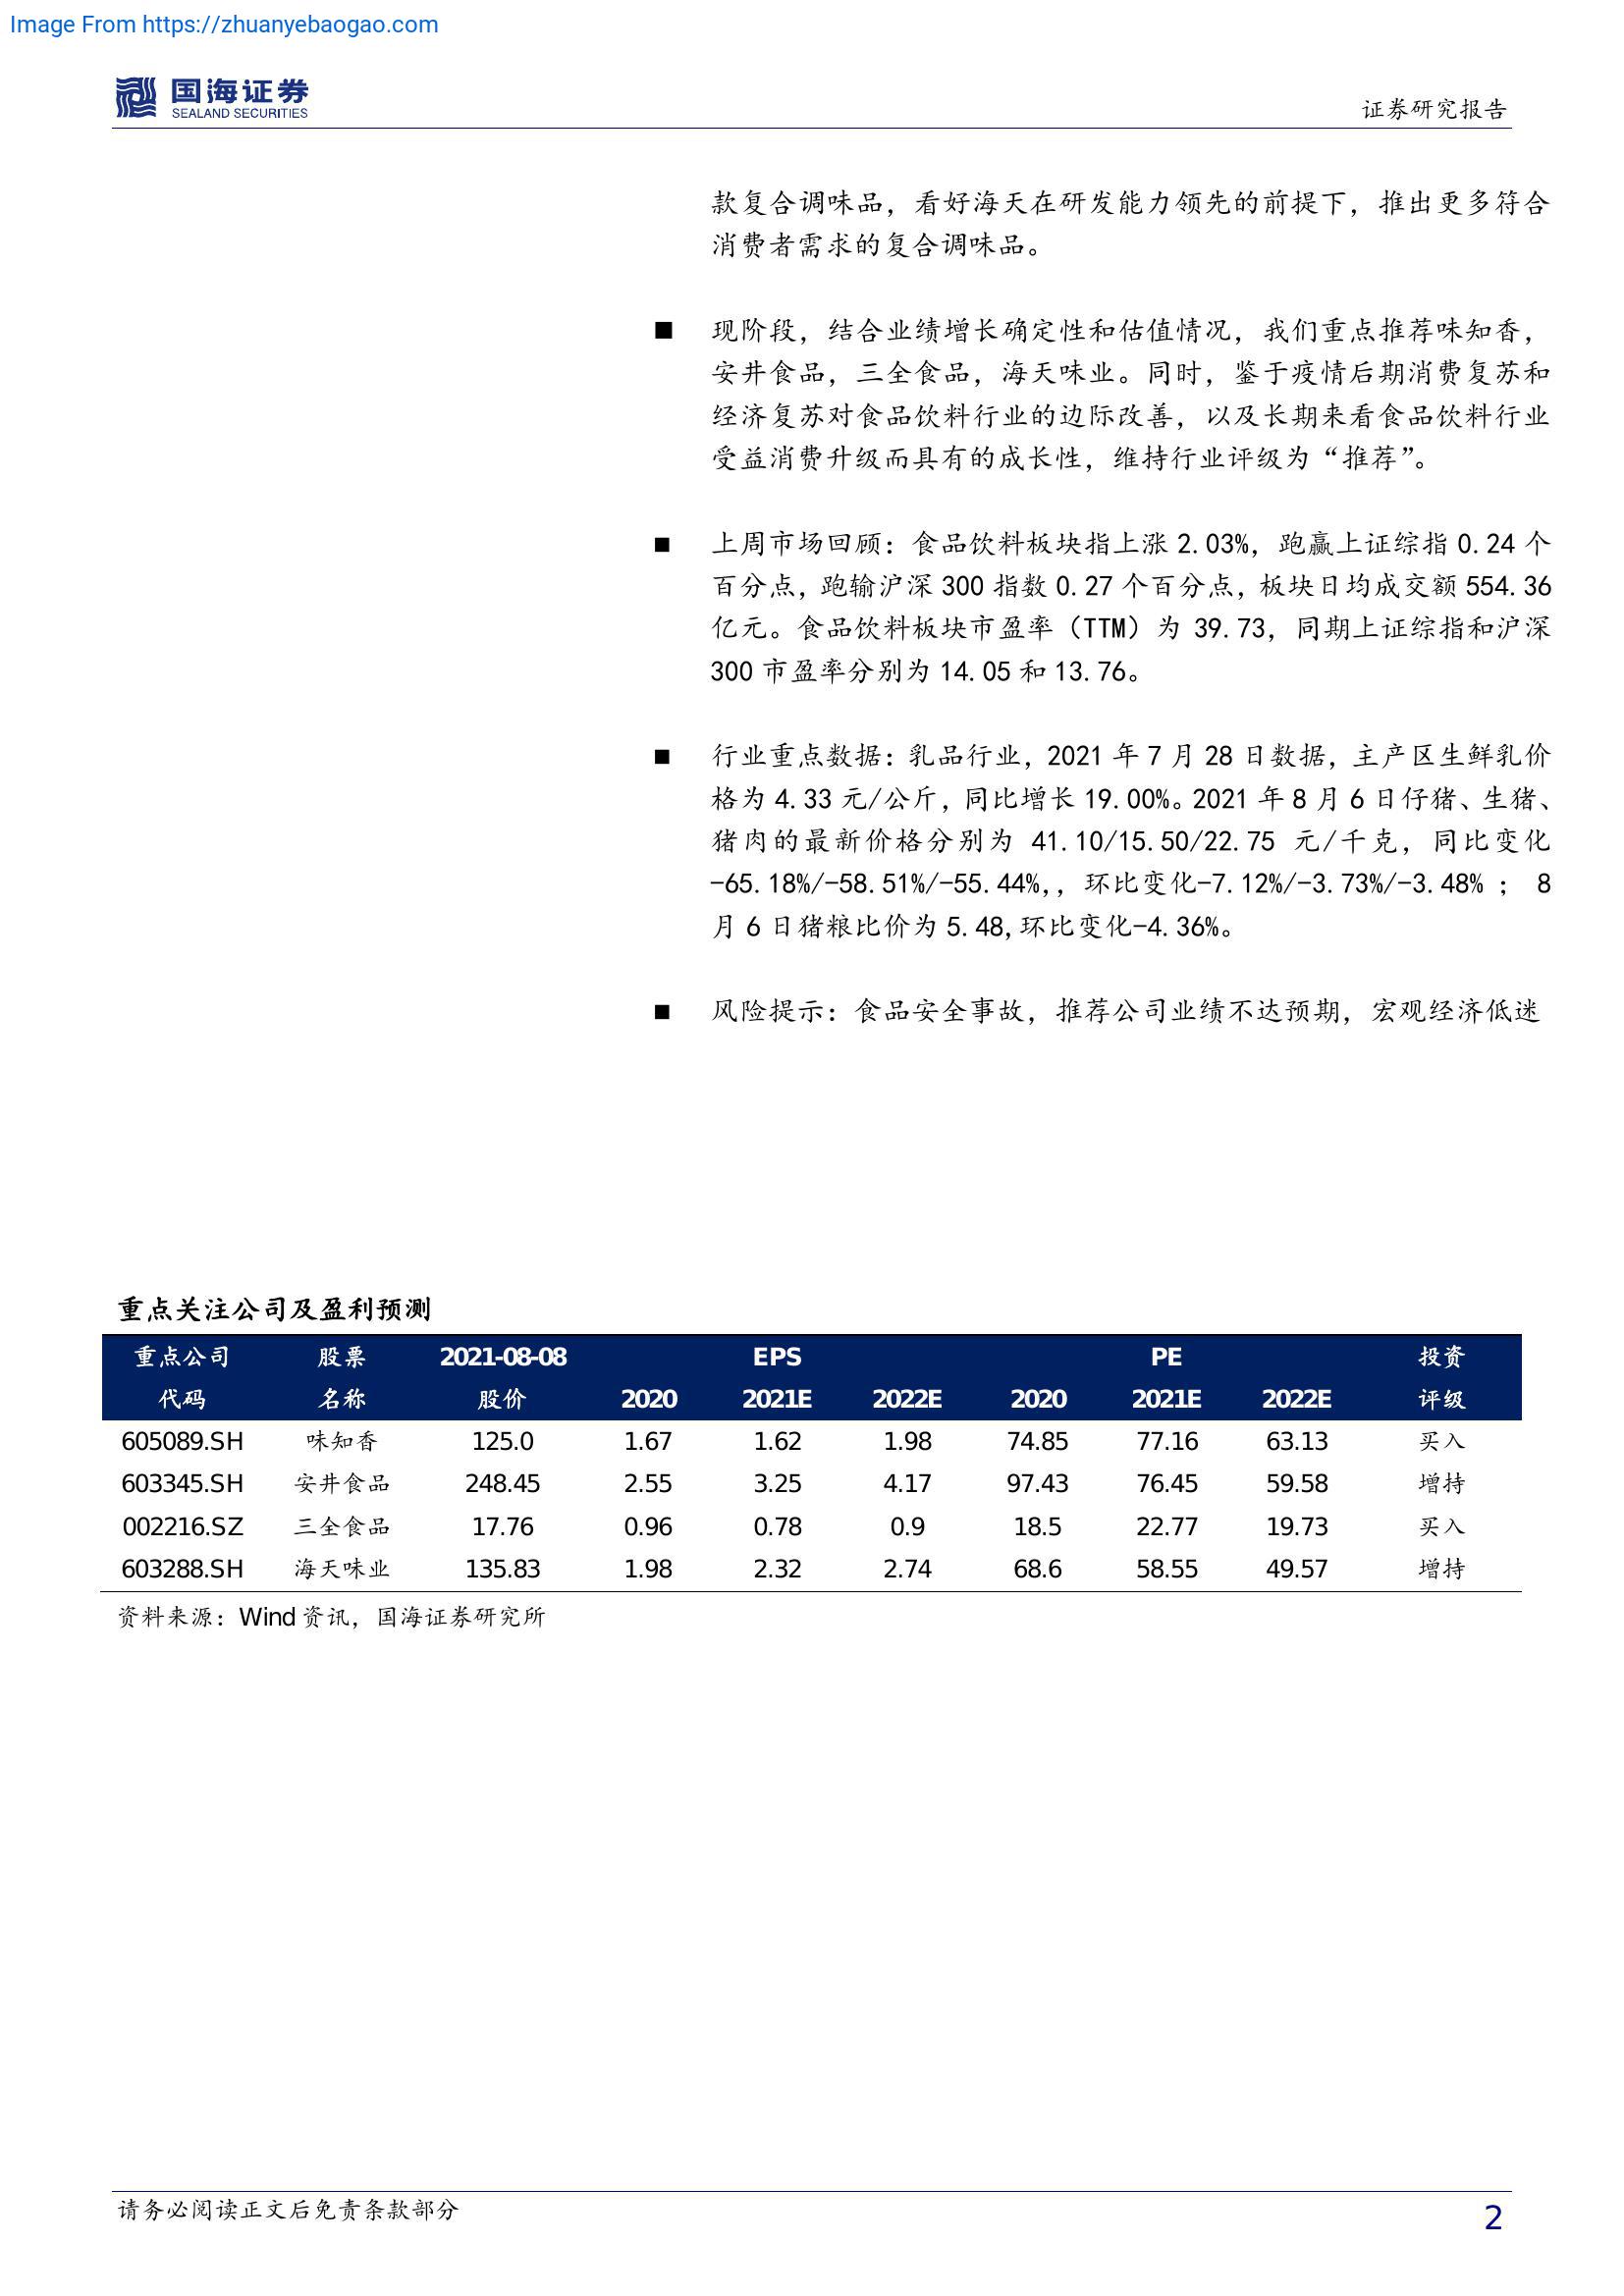 Image From https://zhuanyebaogao.com
国海证券
SEALAND SECURITIES
证券研究报告
款复合调味品，看好海天在研发能力领先的前提下，推出更多符合
消费者需求的复合调味品。
■ 现阶段，结合业绩增长确定性和估值情况，我们重点推荐味知香，
安井食品，三全食品，海天味业。同时，鉴于疫情后期消费复苏和
经济复苏对食品饮料行业的边际改善，以及长期来看食品饮料行业
受益消费升级而具有的成长性，维持行业评级为“推荐”。
■ 上周市场回顾：食品饮料板块指上涨 2.03%，跑赢上证综指 0.24 个
百分点，跑输沪深 300 指数 0.27 个百分点，板块日均成交额 554.36
亿元。食品饮料板块市盈率（TTM）为 39.73，同期上证综指和沪深
300 市盈率分别为 14.05 和 13.76。
■ 行业重点数据：乳品行业，2021 年 7 月 28 日数据，主产区生鲜乳价
格为 4.33 元/公斤，同比增长 19.00%。2021 年 8 月 6 日仔猪、生猪、
猪肉的最新价格分别为 41.10/15.50/22.75 元/千克，同比变化
-65.18%/-58.51%/-55.44%,，环比变化-7.12%/-3.73%/-3.48% ； 8
月 6 日猪粮比价为 5.48,环比变化-4.36%。
■ 风险提示：食品安全事故，推荐公司业绩不达预期，宏观经济低迷
重点关注公司及盈利预测
重点公司 股票 2021-08-08 EPS PE 投资
代码 名称 股价 2020 2021E 2022E 2020 2021E 2022E 评级
605089.SH 味知香 125.0 1.67 1.62 1.98 74.85 77.16 63.13 买入
603345.SH 安井食品 248.45 2.55 3.25 4.17 97.43 76.45 59.58 增持
002216.SZ 三全食品 17.76 0.96 0.78 0.9 18.5 22.77 19.73 买入
603288.SH 海天味业 135.83 1.98 2.32 2.74 68.6 58.55 49.57 增持
资料来源：Wind 资讯，国海证券研究所
请务必阅读正文后免责条款部分
2